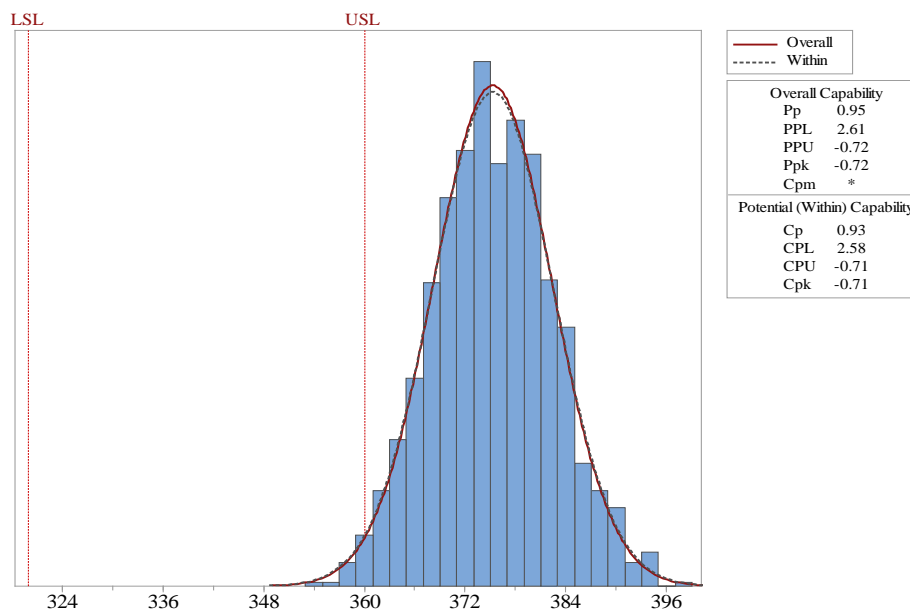 LSL USL
Overall
Within
Overall Capability
Pp 0.95
PPL 2.61
PPU -0.72
Ppk -0.72
Cpm *
Potential (Within) Capability
Cp 0.93
CPL 2.58
CPU -0.71
Cpk -0.71
324 336 348 360 372 384 396